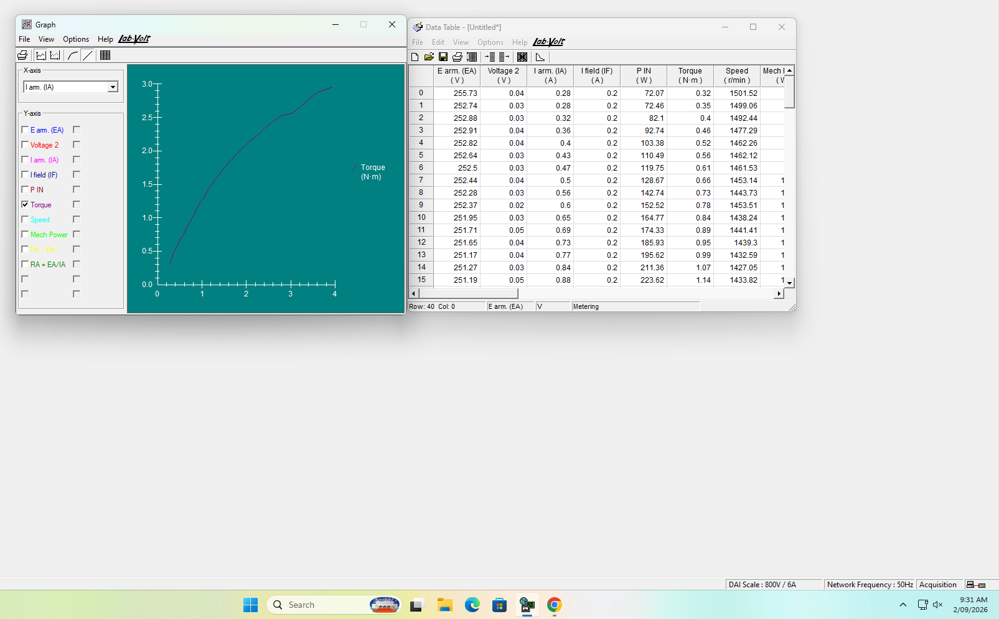 Graph
File View Options Help Lab-Volt
X-axis
I arm. (IA)
Y-axis
E arm. (EA)
Voltage 2
I arm. (IA)
I field (IF)
P IN
Torque
Speed
Mech Power
RA = EA/IA
3.0
2.5
2.0
1.5
1.0
0.5
0.0
0 1 2 3 4
Torque
(N·m)
Data Table - [Untitled*]
File Edit View Options Help Lab-Volt
E arm. (EA) Voltage 2 I arm. (IA) I field (IF) P IN Torque Speed Mech
( V ) ( V ) ( A ) ( A ) ( W ) ( N·m ) ( r/min )
0 255.73 0.04 0.28 0.2 72.07 0.32 1501.52
1 252.74 0.03 0.28 0.2 72.46 0.35 1499.06
2 252.88 0.03 0.32 0.2 82.1 0.4 1492.44
3 252.91 0.04 0.36 0.2 92.74 0.46 1477.29
4 252.82 0.04 0.4 0.2 103.38 0.52 1462.26
5 252.64 0.03 0.43 0.2 110.49 0.56 1462.12
6 252.5 0.03 0.47 0.2 119.75 0.61 1461.53
7 252.44 0.04 0.5 0.2 128.67 0.66 1453.14 1
8 252.28 0.03 0.56 0.2 142.74 0.73 1443.73 1
9 252.37 0.02 0.6 0.2 152.52 0.78 1453.51 1
10 251.95 0.03 0.65 0.2 164.77 0.84 1438.24 1
11 251.71 0.05 0.69 0.2 174.33 0.89 1441.41 1
12 251.65 0.04 0.73 0.2 185.93 0.95 1439.3 1
13 251.17 0.04 0.77 0.2 195.62 0.99 1432.59 1
14 251.27 0.03 0.84 0.2 211.36 1.07 1427.05 1
15 251.19 0.05 0.88 0.2 223.62 1.14 1433.82 1
Row: 40 Col: 0 E arm. (EA) V Metering
DAI Scale : 800V / 6A Network Frequency : 50Hz Acquisition
Search
9:31 AM
2/09/2026